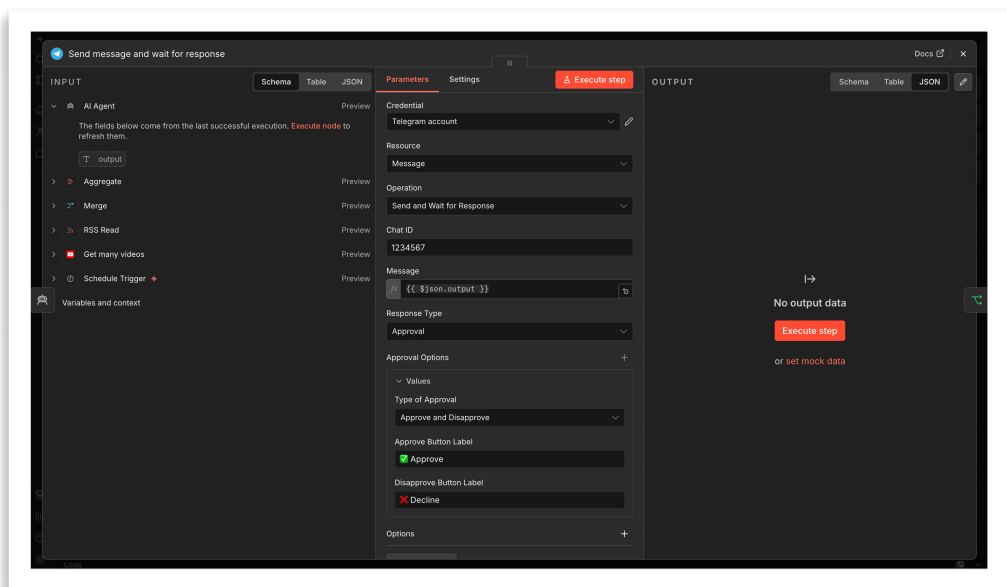 Send message and wait for response
Docs
INPUT
Schema
Table
JSON
AI Agent
Preview
The fields below come from the last successful execution. Execute node to
refresh them.
T output
Aggregate
Preview
Merge
Preview
RSS Read
Preview
Get many videos
Preview
Schedule Trigger
Preview
Variables and context
Parameters
Settings
Execute step
Credential
Telegram account
Resource
Message
Operation
Send and Wait for Response
Chat ID
1234567
Message
fx {{ $json.output }}
Response Type
Approval
Approval Options
Values
Type of Approval
Approve and Disapprove
Approve Button Label
✅ Approve
Disapprove Button Label
❌ Decline
Options
OUTPUT
Schema
Table
JSON
No output data
Execute step
or set mock data
Logs